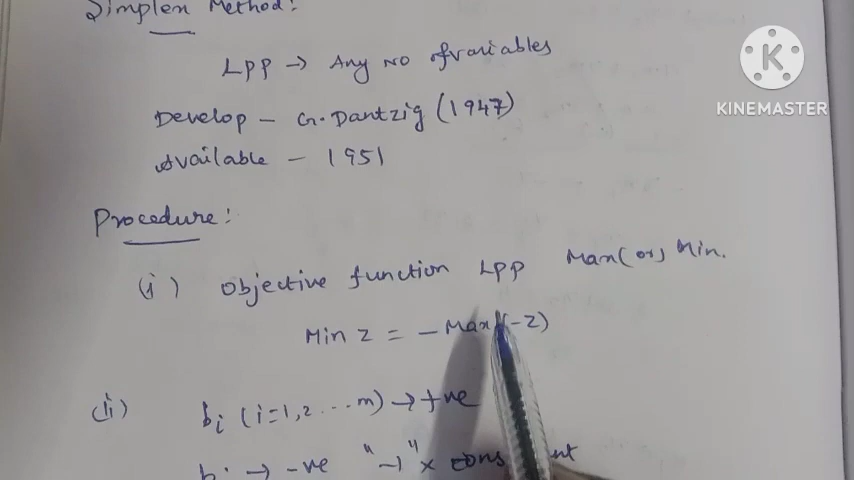 Simplex Method:
LPP → Any No of variables
Develop – G. Dantzig (1947)
Available – 1951
Procedure:
(i) Objective function LPP Max (or) Min.
Min Z = – Max (–Z)
(ii) bi (i=1,2...m) → +ve
bi → -ve "-1" x
KINEMASTER